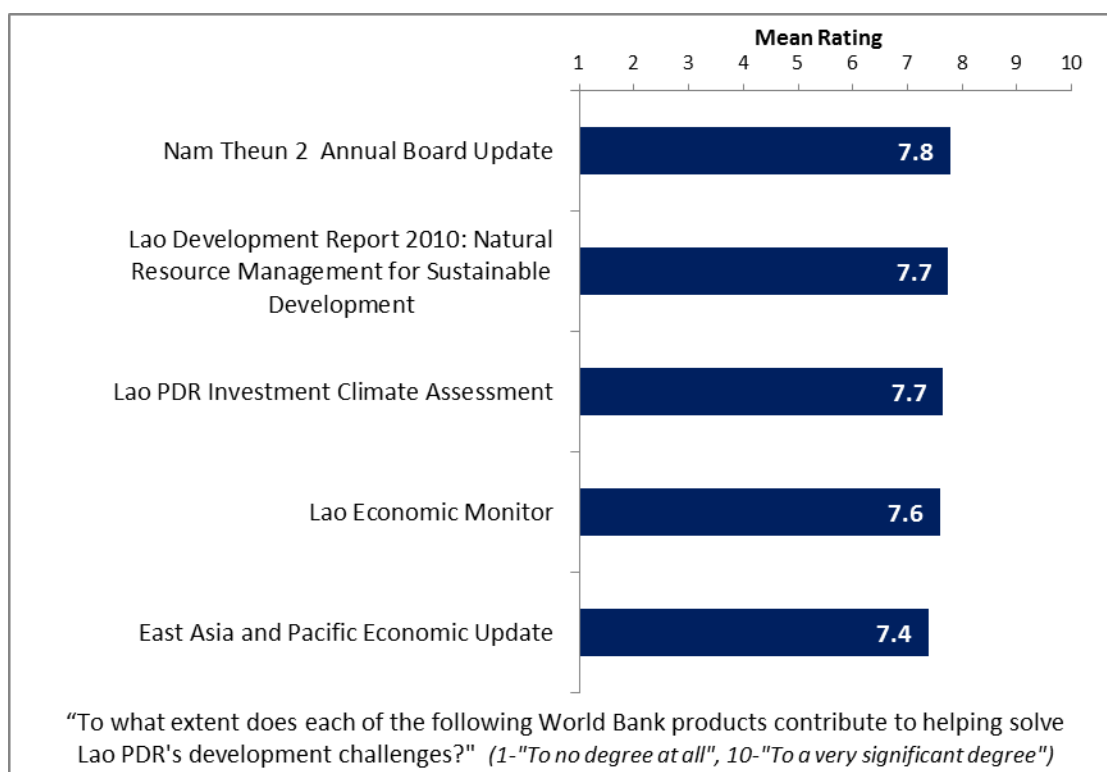 Mean Rating
1 2 3 4 5 6 7 8 9 10
Nam Theun 2 Annual Board Update
7.8
Lao Development Report 2010: Natural
Resource Management for Sustainable
Development
7.7
Lao PDR Investment Climate Assessment
7.7
Lao Economic Monitor
7.6
East Asia and Pacific Economic Update
7.4
“To what extent does each of the following World Bank products contribute to helping solve
Lao PDR's development challenges?" (1-"To no degree at all", 10-"To a very significant degree")